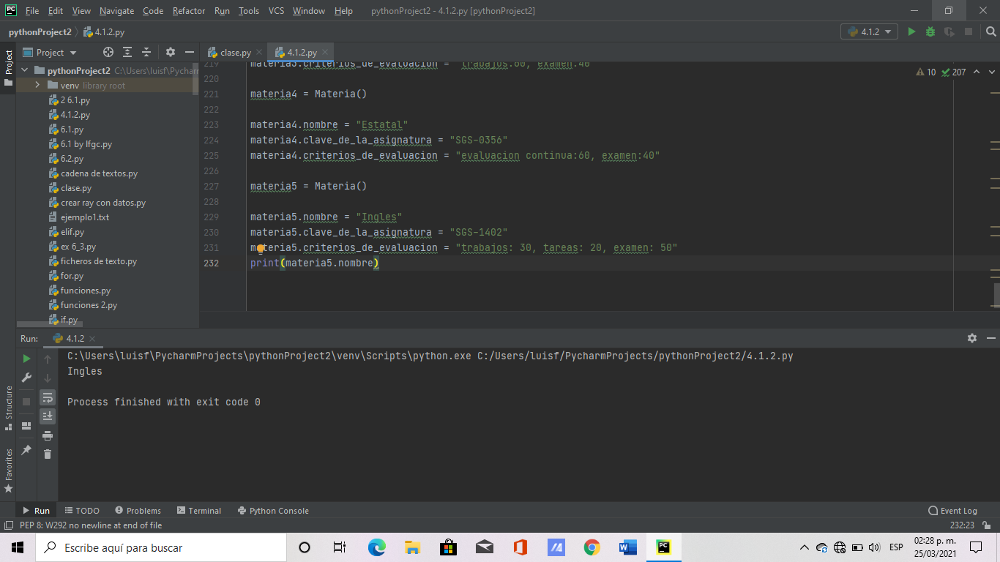 File Edit View Navigate Code Refactor Run Tools VCS Window Help pythonProject2 - 4.1.2.py [pythonProject2]
pythonProject2 4.1.2.py 4.1.2
Project clase.py 4.1.2.py
Project
pythonProject2 C:\Users\luisf\Pycharm
venv library root
2 6.1.py
4.1.2.py
6.1.py
6.1 by lfgc.py
6.2.py
cadena de textos.py
clase.py
crear ray con datos.py
ejemplo1.txt
elif.py
ex 6_3.py
ficheros de texto.py
for.py
funciones.py
funciones 2.py
if.py
10 207
219 materia3.criterios_de_evaluacion = "trabajos:60, examen:40"
220
221 materia4 = Materia()
222
223 materia4.nombre = "Estatal"
224 materia4.clave_de_la_asignatura = "SGS-0356"
225 materia4.criterios_de_evaluacion = "evaluacion continua:60, examen:40"
226
227 materia5 = Materia()
228
229 materia5.nombre = "Ingles"
230 materia5.clave_de_la_asignatura = "SGS-1402"
231 materia5.criterios_de_evaluacion = "trabajos: 30, tareas: 20, examen: 50"
232 print(materia5.nombre)
Run: 4.1.2
C:\Users\luisf\PycharmProjects\pythonProject2\venv\Scripts\python.exe C:/Users/luisf/PycharmProjects/pythonProject2/4.1.2.py
Ingles
Process finished with exit code 0
Structure
Favorites
Run TODO Problems Terminal Python Console Event Log
PEP 8: W292 no newline at end of file 232:23
Escribe aquí para buscar
ESP
02:28 p. m.
25/03/2021